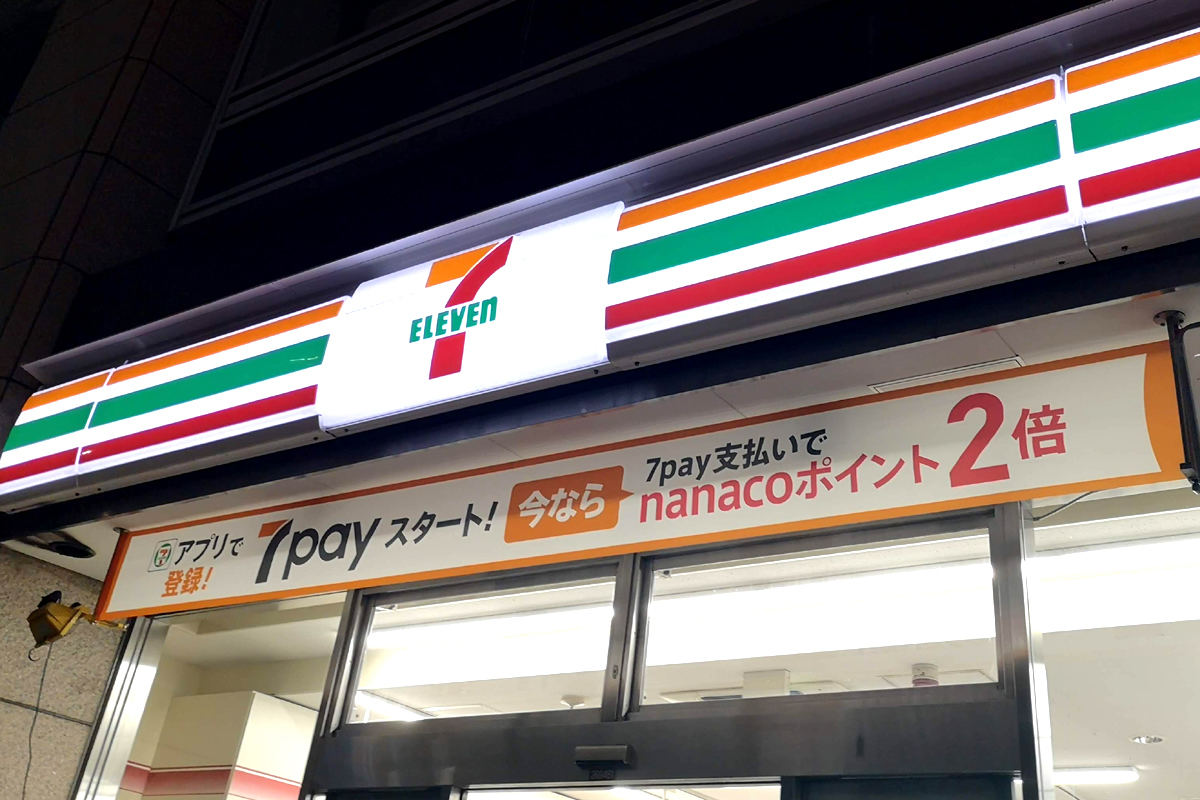 7
ELEVEn
アプリで
登録!
7pay スタート!
今なら
7pay支払いで
nanacoポイント2倍